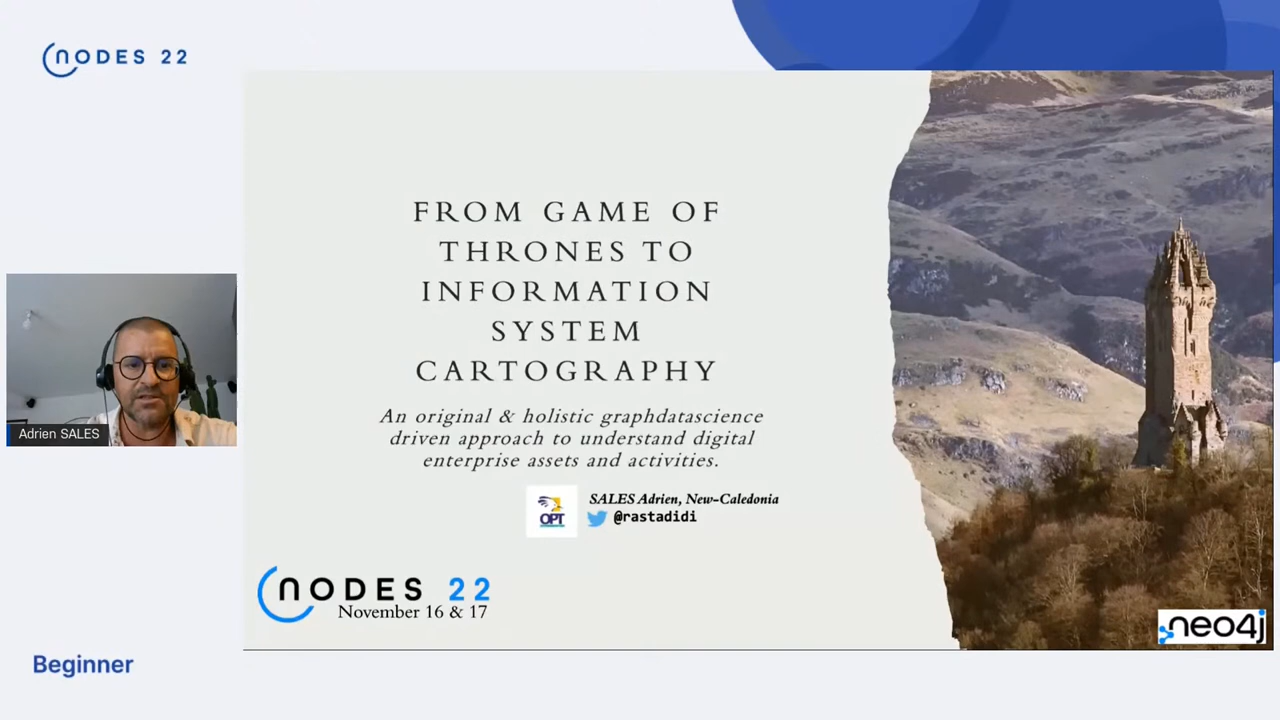 NODES 22
FROM GAME OF
THRONES TO
INFORMATION
SYSTEM
CARTOGRAPHY
An original & holistic graphdatascience
driven approach to understand digital
enterprise assets and activities.
OPT
SALES Adrien, New-Caledonia
@rastadidi
Adrien SALES
NODES 22
November 16 & 17
neo4j
Beginner